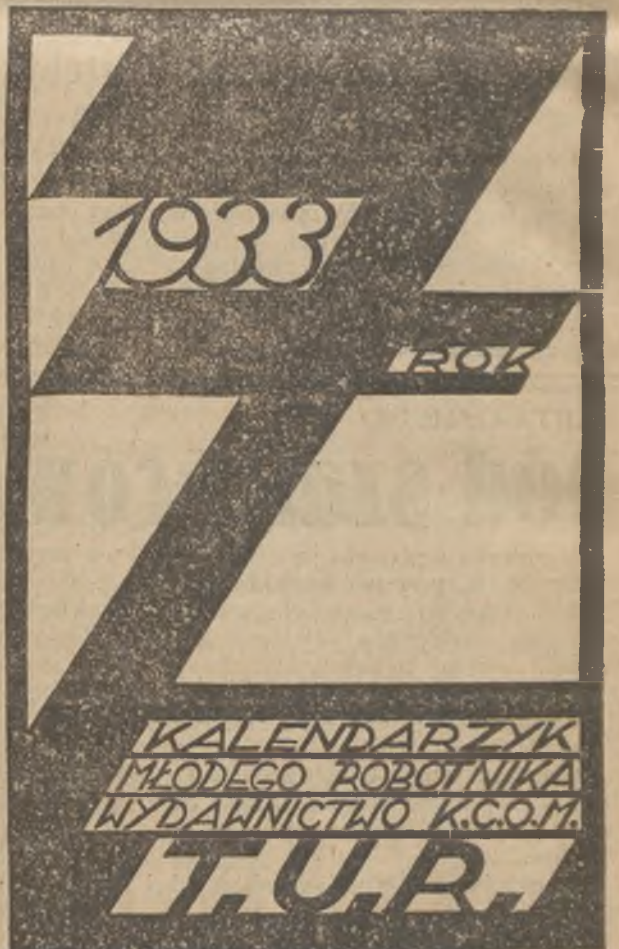 1933
ROK
KALENDARZYK
MŁODEGO ROBOTNIKA
WYDAWNICTWO K.C.O.M.
T.U.R.